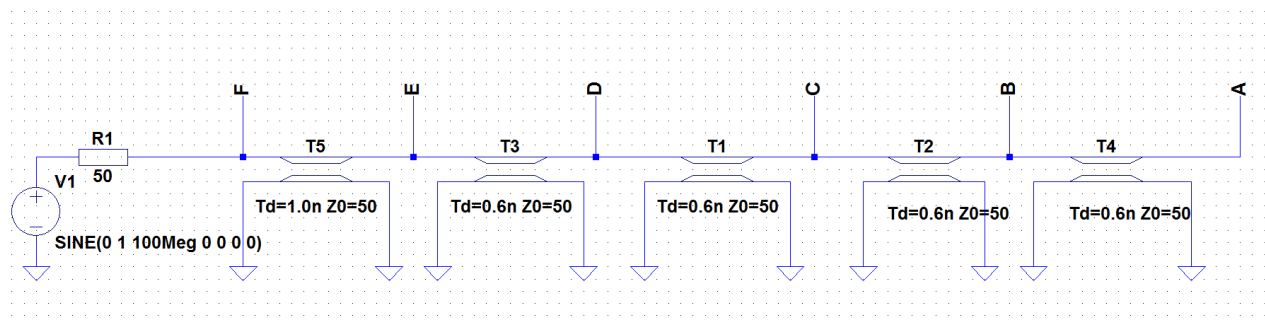 F
E
D
C
B
A
R1
T5
T3
T1
T2
T4
50
V1
Td=1.0n Z0=50
Td=0.6n Z0=50
Td=0.6n Z0=50
Td=0.6n Z0=50
Td=0.6n Z0=50
SINE(0 1 100Meg 0 0 0 0)